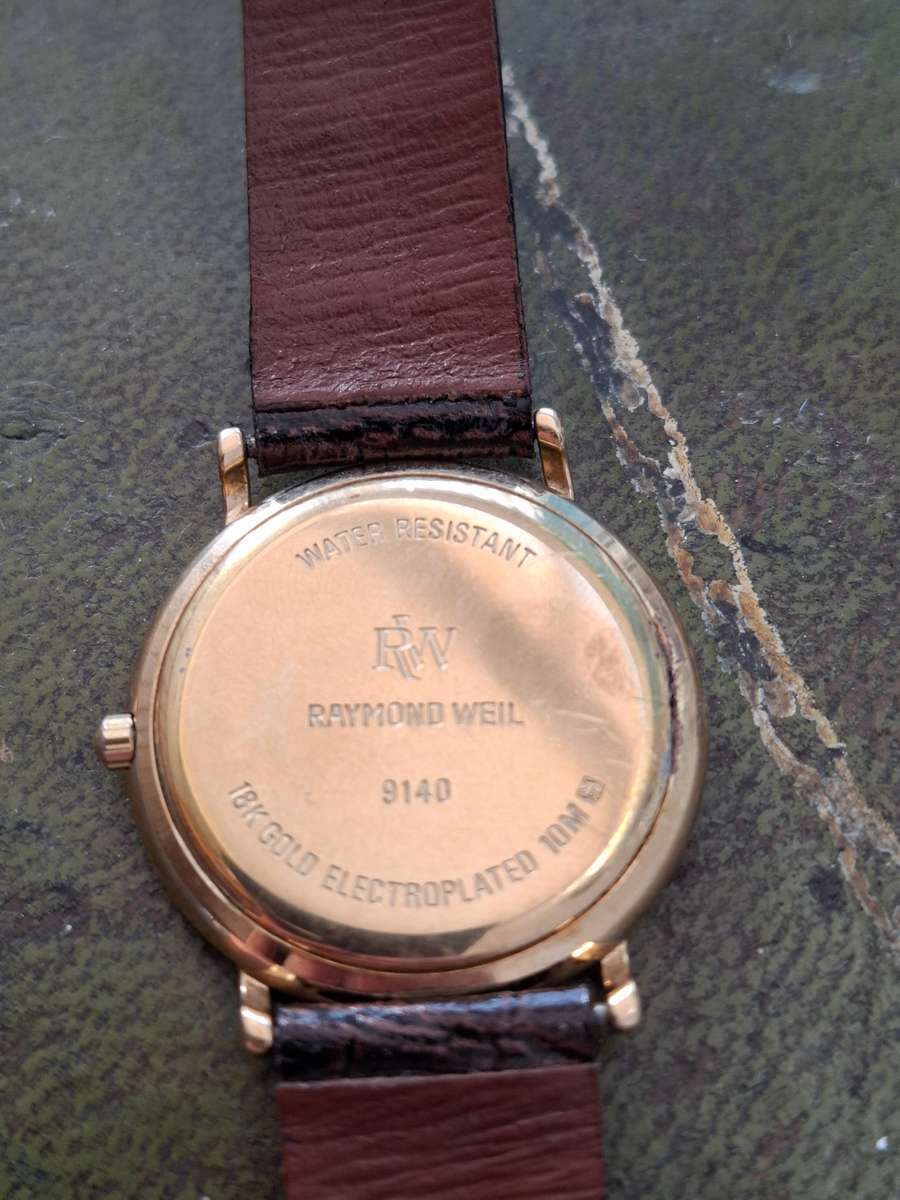 WATER RESISTANT
RW
RAYMOND WEIL
9140
18K GOLD ELECTROPLATED 10M